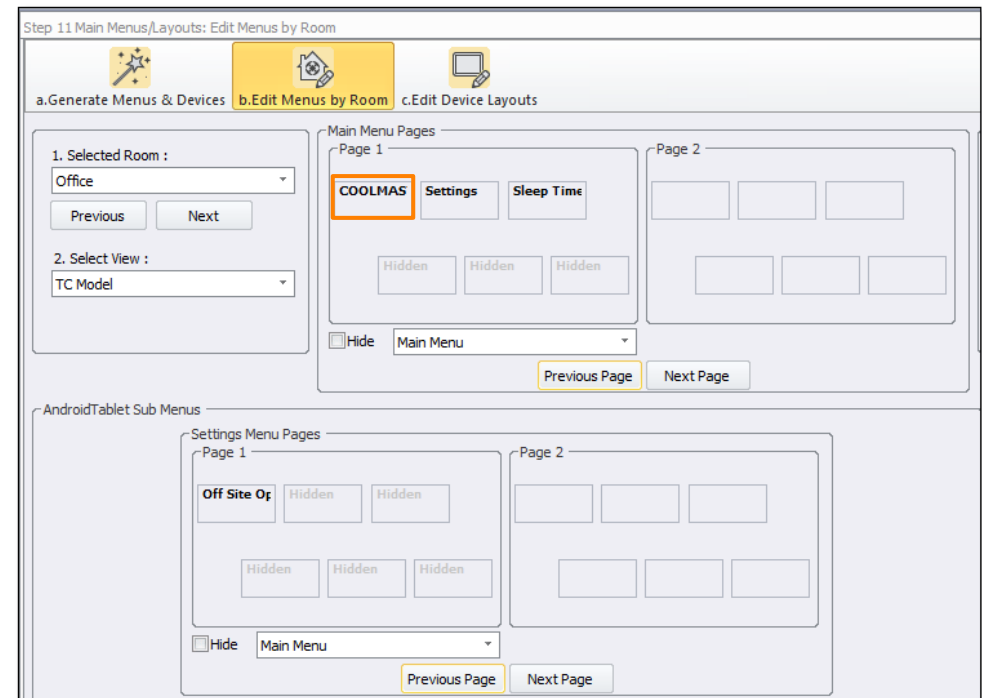 Step 11 Main Menus/Layouts: Edit Menus by Room
a.Generate Menus & Devices b.Edit Menus by Room c.Edit Device Layouts
1. Selected Room :
Office
Previous Next
2. Select View :
TC Model
Main Menu Pages
Page 1
COOLMAS Settings Sleep Time
Hidden Hidden Hidden
Page 2
Hide Main Menu
Previous Page Next Page
AndroidTablet Sub Menus
Settings Menu Pages
Page 1
Off Site Op Hidden Hidden
Hidden Hidden Hidden
Page 2
Hide Main Menu
Previous Page Next Page